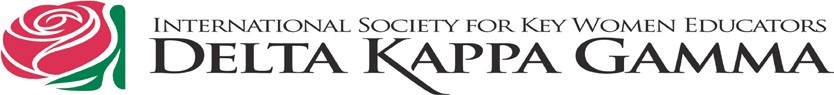 International Society for Key Women Educators
Delta Kappa Gamma